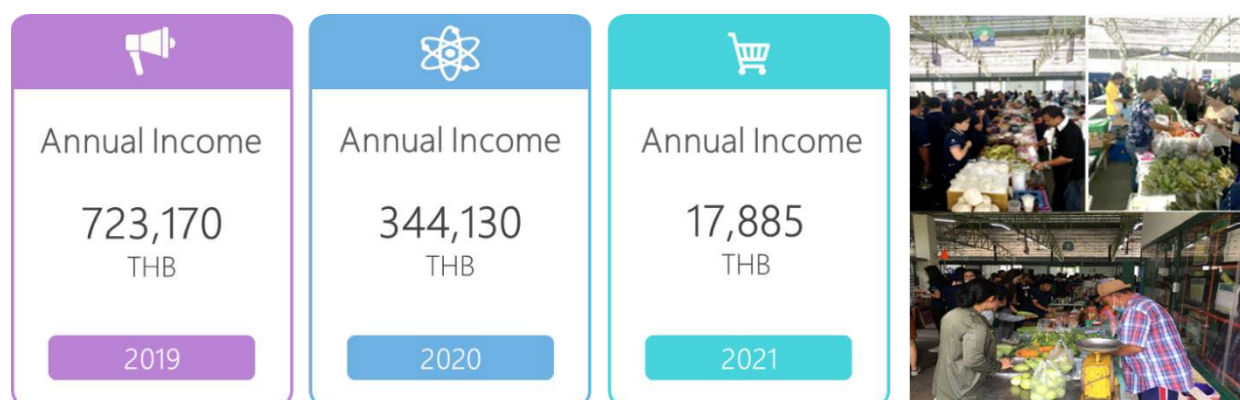 Annual Income
723,170
THB
2019
Annual Income
344,130
THB
2020
Annual Income
17,885
THB
2021